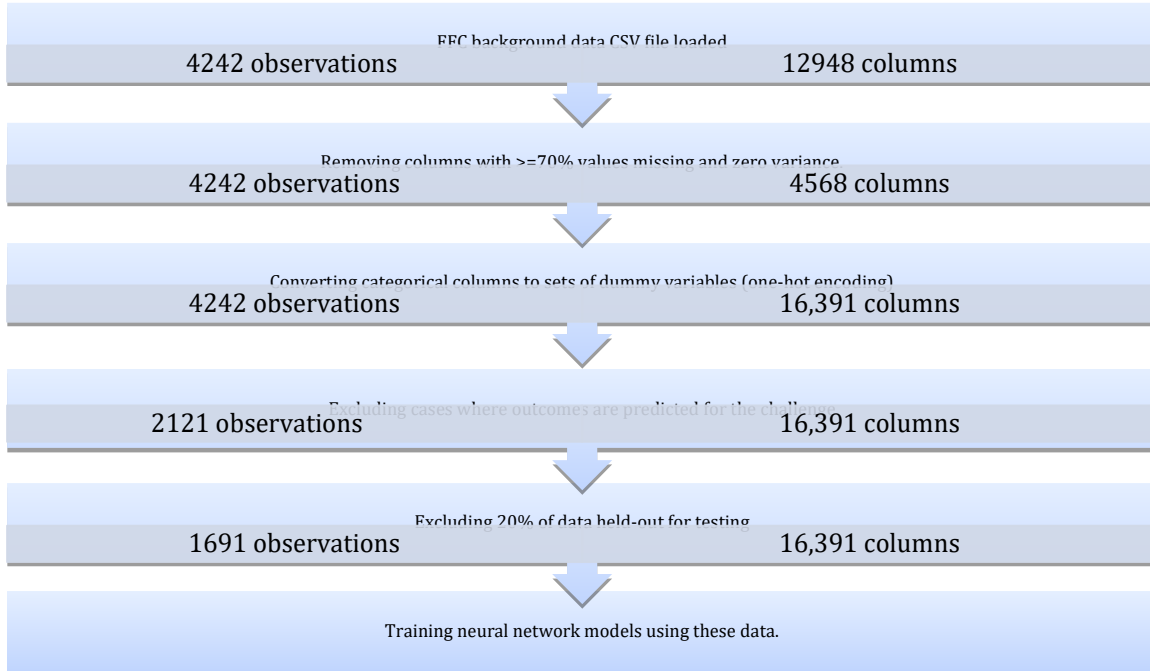 FFC background data CSV file loaded
4242 observations 12948 columns
Removing columns with >=70% values missing and zero variance.
4242 observations 4568 columns
Converting categorical columns to sets of dummy variables (one-hot encoding)
4242 observations 16,391 columns
Excluding cases where outcomes are predicted for the challenge
2121 observations 16,391 columns
Excluding 20% of data held-out for testing
1691 observations 16,391 columns
Training neural network models using these data.